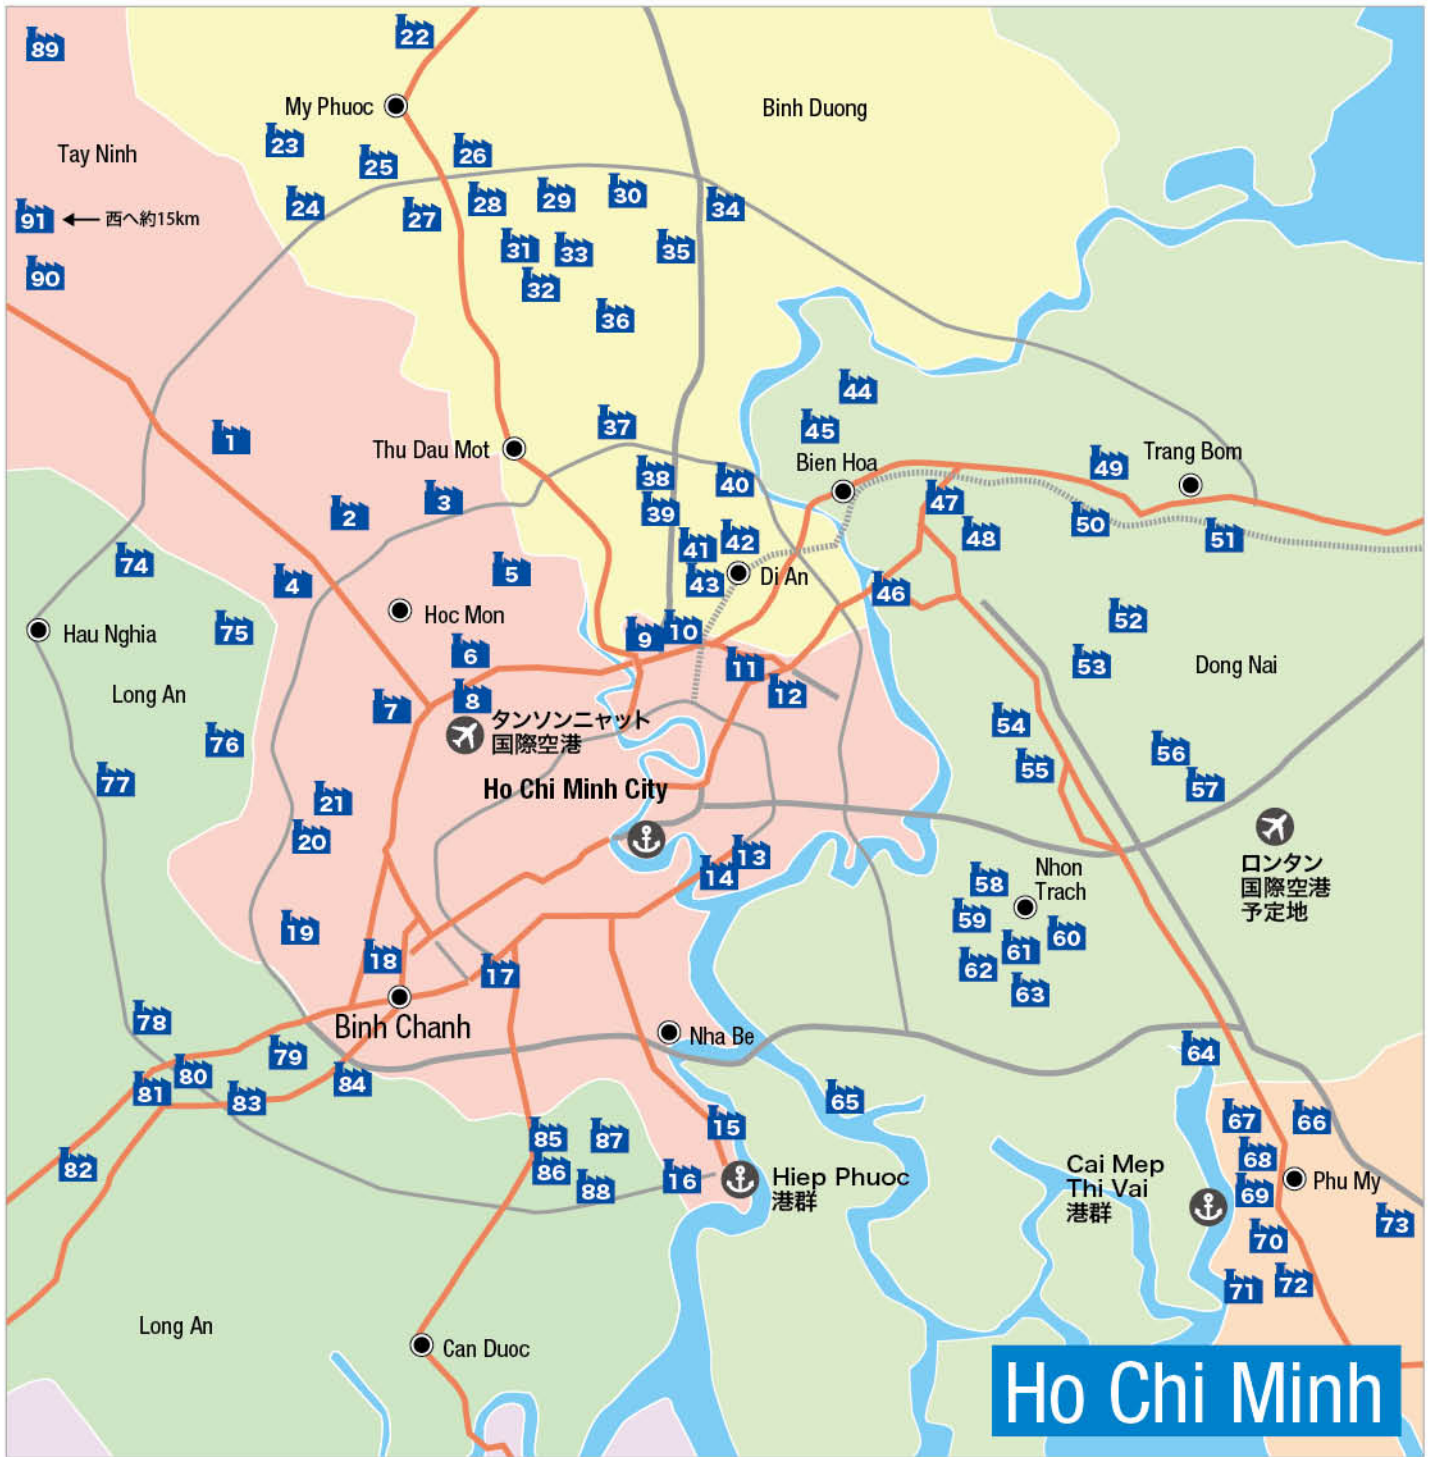 22
89
My Phuoc
Binh Duong
23
26
Tay Ninh
25
24
28
29
30
34
91
西へ約15km
27
31
33
35
90
32
36
44
37
45
1
Thu Dau Mot
Bien Hoa
49
Trang Bom
38
40
3
47
2
39
50
48
51
42
41
74
5
4
43
Di An
46
Hoc Mon
52
75
Hau Nghia
9
10
6
11
53
Dong Nai
Long An
8
12
7
タンソンニャット
国際空港
54
76
56
55
77
Ho Chi Minh City
57
21
20
13
14
ロンタン
国際空港
予定地
Nhon
Trach
58
59
19
60
61
18
62
17
63
78
Binh Chanh
Nha Be
79
64
80
84
81
83
65
15
67
66
85
87
82
86
68
88
16
Hiep Phuoc
港群
Cai Mep
Thi Vai
港群
69
Phu My
73
70
71
72
Long An
Can Duoc
Ho Chi Minh